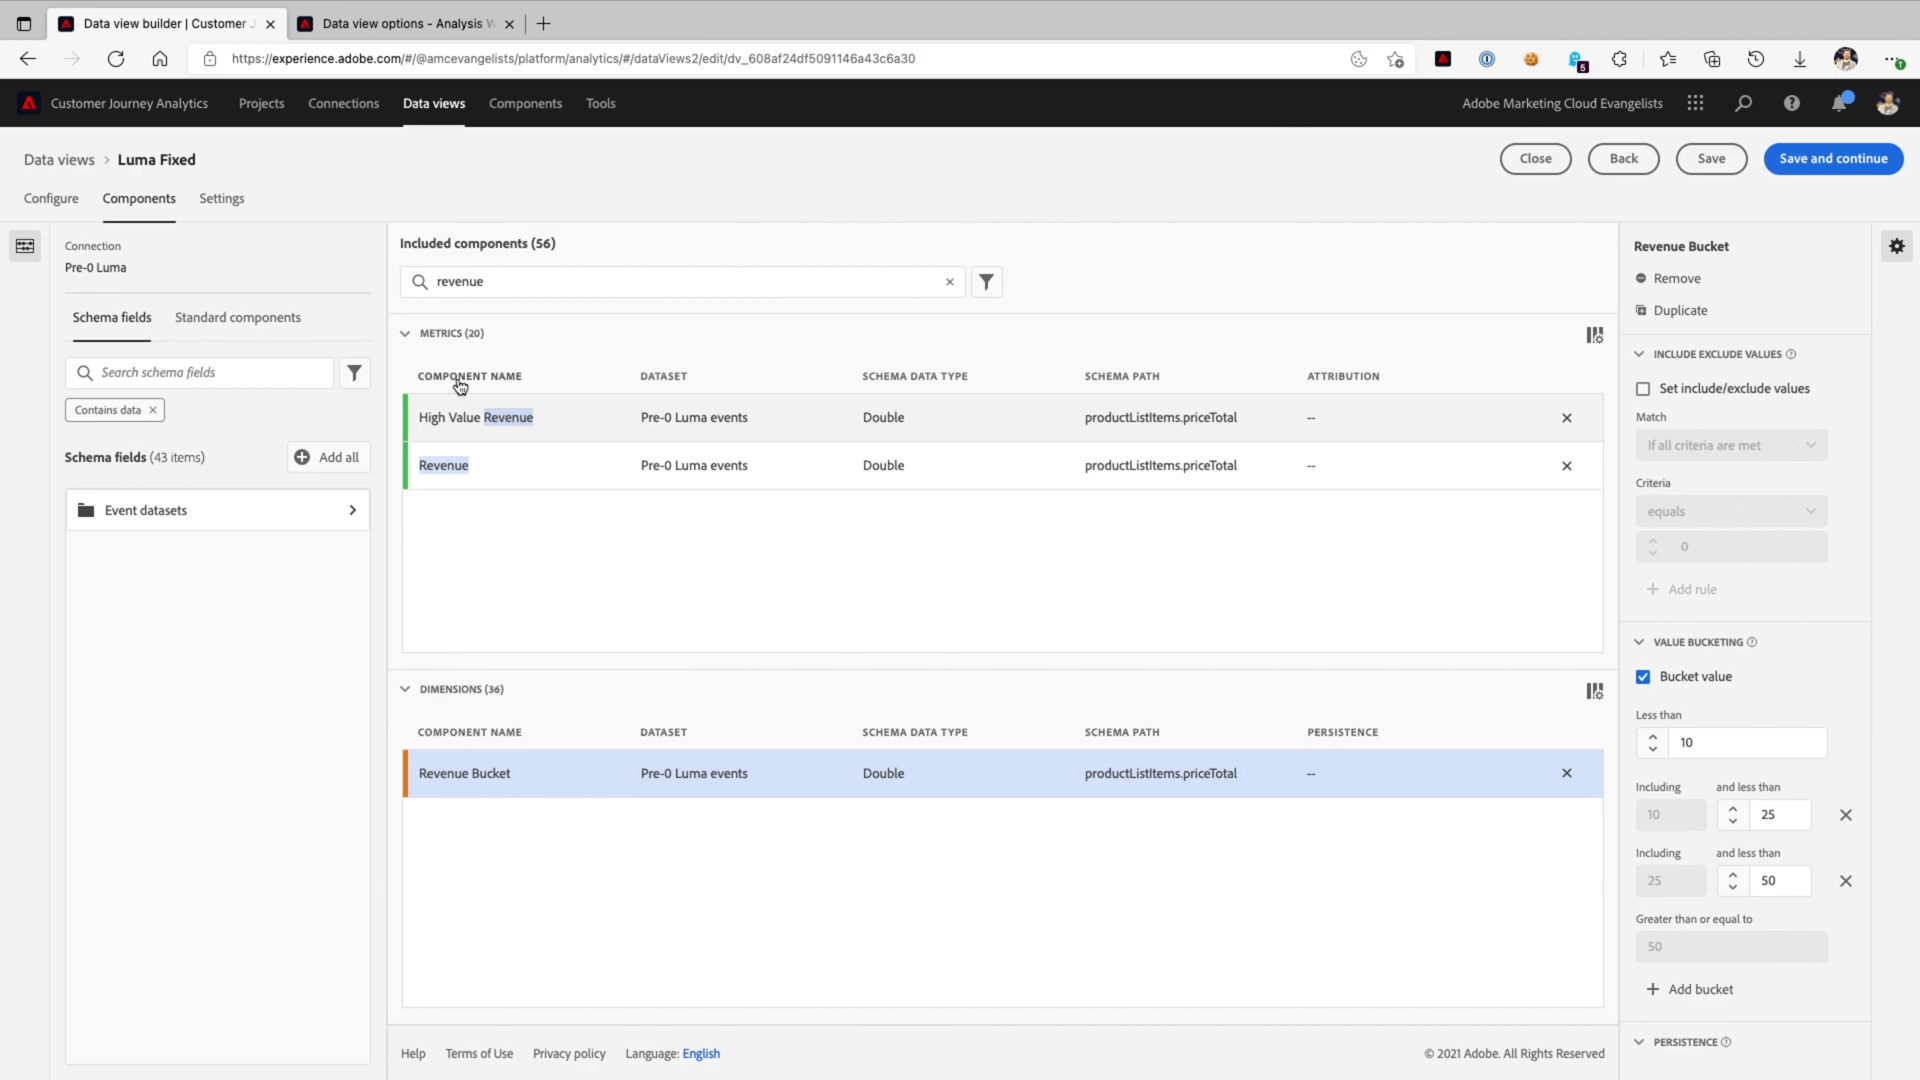 Data view builder | Customer J
Data view options - Analysis W
https://experience.adobe.com/#/@amcevangelists/platform/analytics/#/dataViews2/edit/dv_608af24df5091146a43c6a30
5
Customer Journey Analytics
Projects
Connections
Data views
Components
Tools
Adobe Marketing Cloud Evangelists
Data views > Luma Fixed
Close
Back
Save
Save and continue
Configure
Components
Settings
Connection
Pre-0 Luma
Schema fields
Standard components
Search schema fields
Contains data
Schema fields (43 items)
Add all
Event datasets
Included components (56)
revenue
METRICS (20)
COMPONENT NAME DATASET SCHEMA DATA TYPE SCHEMA PATH ATTRIBUTION
High Value Revenue Pre-0 Luma events Double productListItems.priceTotal --
Revenue Pre-0 Luma events Double productListItems.priceTotal --
DIMENSIONS (36)
COMPONENT NAME DATASET SCHEMA DATA TYPE SCHEMA PATH PERSISTENCE
Revenue Bucket Pre-0 Luma events Double productListItems.priceTotal --
Revenue Bucket
Remove
Duplicate
INCLUDE EXCLUDE VALUES
Set include/exclude values
Match
If all criteria are met
Criteria
equals
0
Add rule
VALUE BUCKETING
Bucket value
Less than
10
Including and less than
10 25
Including and less than
25 50
Greater than or equal to
50
Add bucket
PERSISTENCE
Help Terms of Use Privacy policy Language: English
© 2021 Adobe. All Rights Reserved